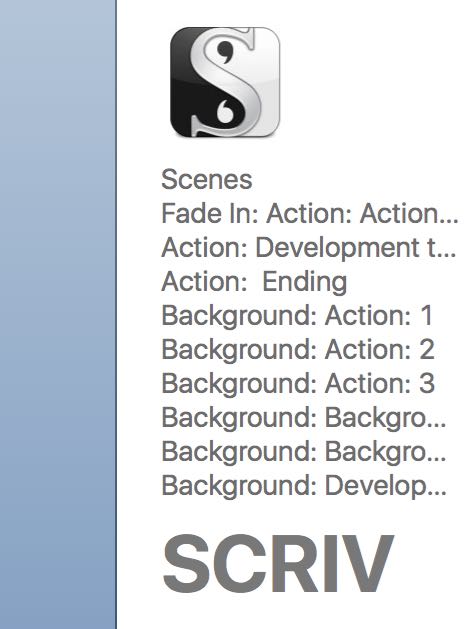 Scenes
Fade In: Action: Action...
Action: Development t...
Action:  Ending
Background: Action: 1
Background: Action: 2
Background: Action: 3
Background: Backgro...
Background: Backgro...
Background: Develop...
SCRIV